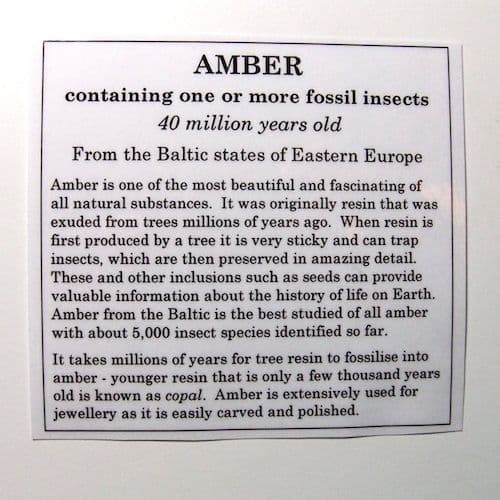 AMBER
containing one or more fossil insects
40 million years old
From the Baltic states of Eastern Europe
Amber is one of the most beautiful and fascinating of
all natural substances.  It was originally resin that was
exuded from trees millions of years ago.  When resin is
first produced by a tree it is very sticky and can trap
insects, which are then preserved in amazing detail.
These and other inclusions such as seeds can provide
valuable information about the history of life on Earth.
Amber from the Baltic is the best studied of all amber
with about 5,000 insect species identified so far.
It takes millions of years for tree resin to fossilise into
amber - younger resin that is only a few thousand years
old is known as copal.  Amber is extensively used for
jewellery as it is easily carved and polished.